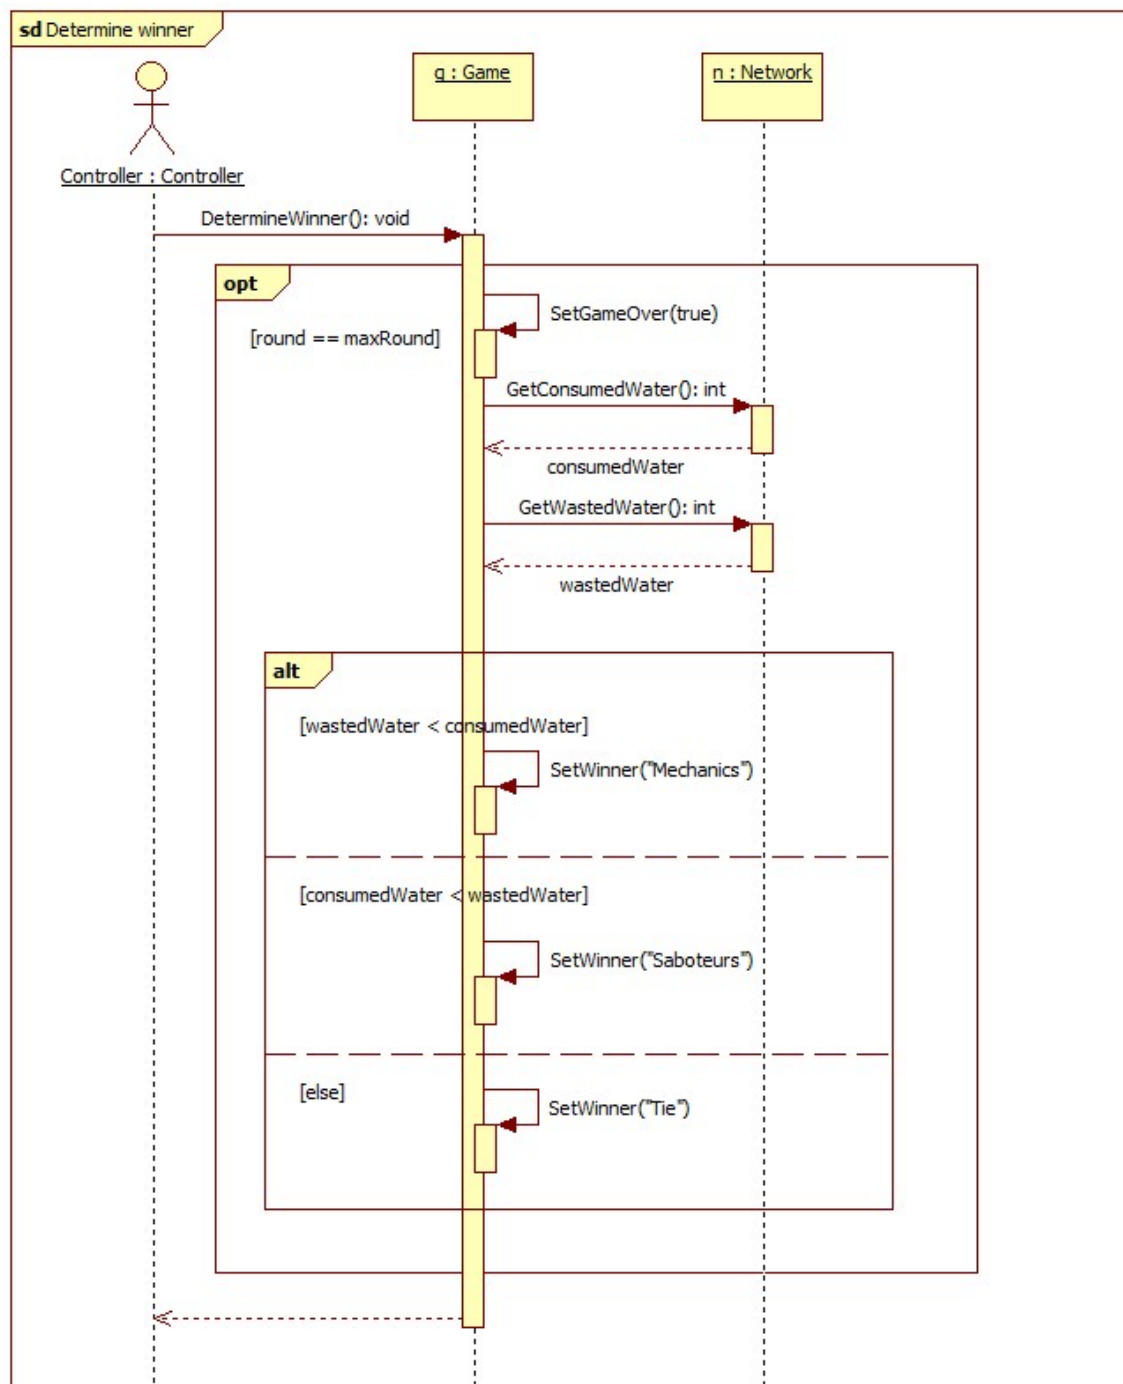 sd Determine winner
g : Game
n : Network
Controller : Controller
DetermineWinner(): void
opt
SetGameOver(true)
[round == maxRound]
GetConsumedWater(): int
consumedWater
GetWastedWater(): int
wastedWater
alt
[wastedWater < consumedWater]
SetWinner("Mechanics")
[consumedWater < wastedWater]
SetWinner("Saboteurs")
[else]
SetWinner("Tie")